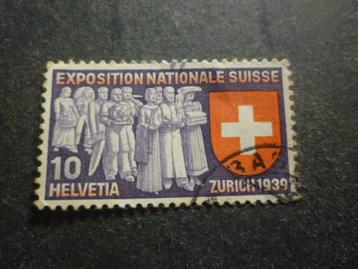 EXPOSITION NATIONALE SUISSE
10
HELVETIA
ZURICH 1939